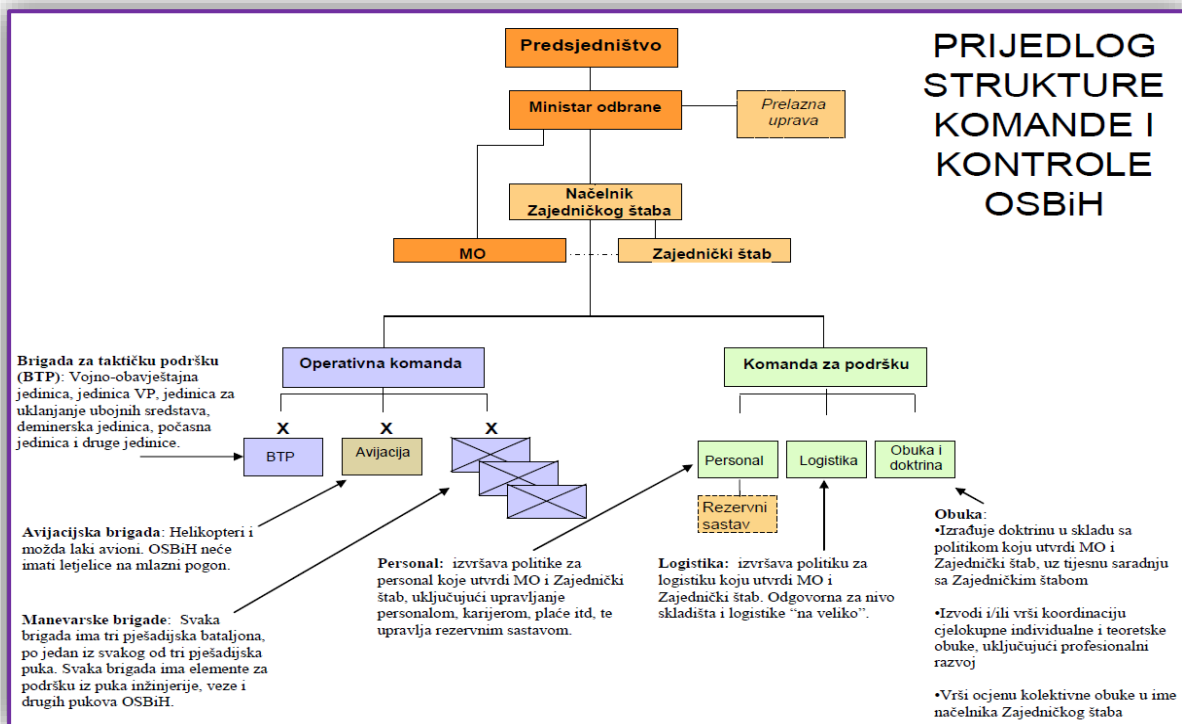 PRIJEDLOG
STRUKTURE
KOMANDE I
KONTROLE
OSBiH
Predsjedništvo
Ministar odbrane
Prelazna
uprava
Načelnik
Zajedničkog štaba
MO
Zajednički štab
Operativna komanda
Komanda za podršku
Brigada za taktičku podršku
(BTP): Vojno-obavještajna
jedinica, jedinica VP, jedinica za
uklanjanje ubojnih sredstava,
deminerska jedinica, počasna
jedinica i druge jedinice.
X
X
X
BTP
Avijacija
Personal
Logistika
Obuka i
doktrina
Rezervni
sastav
Avijacijska brigada: Helikopteri i
možda laki avioni. OSBiH neće
imati letjelice na mlazni pogon.
Manevarske brigade: Svaka
brigada ima tri pješadijska bataljona,
po jedan iz svakog od tri pješadijska
puka. Svaka brigada ima elemente za
podršku iz puka inžinjerije, veze i
drugih pukova OSBiH.
Personal: izvršava politike za
personal koje utvrdi MO i Zajednički
štab, uključujući upravljanje
personalom, karijerom, plaće itd, te
upravlja rezervnim sastavom.
Logistika: izvršava politiku za
logistiku koju utvrdi MO i
Zajednički štab. Odgovorna za nivo
skladišta i logistike “na veliko”.
Obuka:
•Izrađuje doktrinu u skladu sa
politikom koju utvrdi MO i
Zajednički štab, uz tijesnu saradnju
sa Zajedničkim štabom
•Izvodi i/ili vrši koordinaciju
cjelokupne individualne i teoretske
obuke, uključujući profesionalni
razvoj
•Vrši ocjenu kolektivne obuke u ime
načelnika Zajedničkog štaba